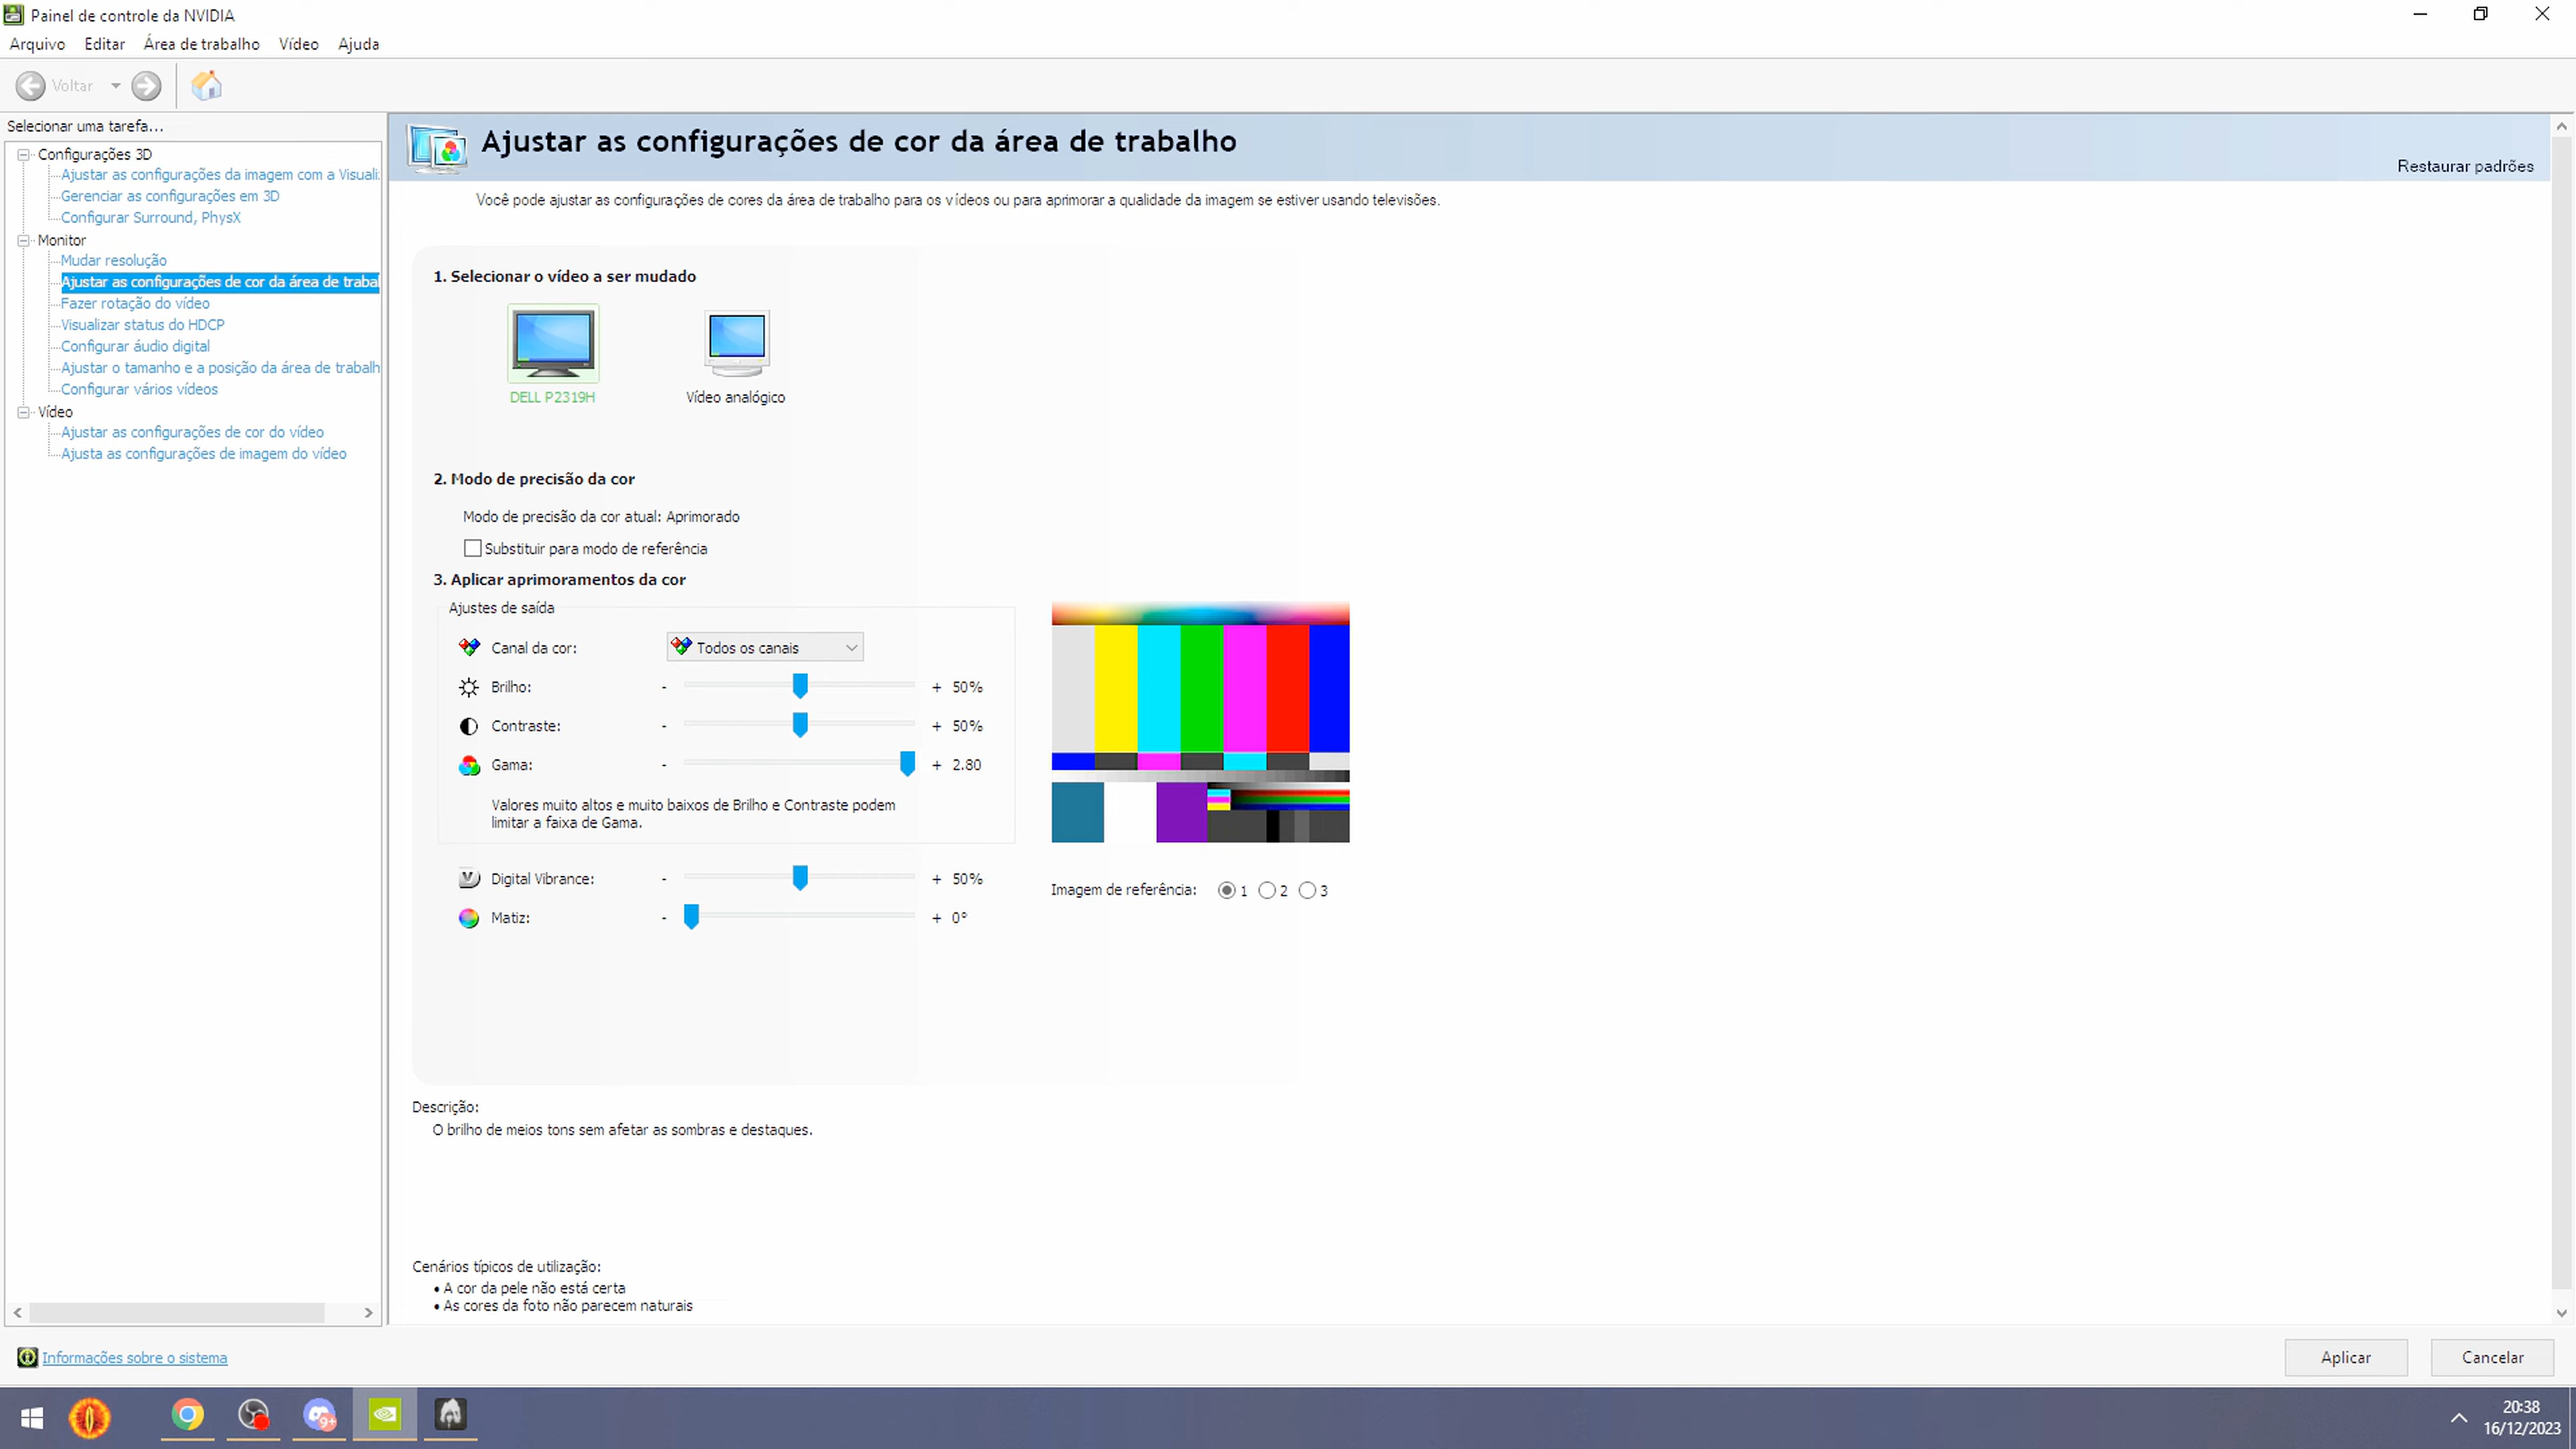 Painel de controle da NVIDIA
Arquivo Editar Área de trabalho Vídeo Ajuda
Voltar
Selecionar uma tarefa...
Configurações 3D
Ajustar as configurações da imagem com a Visuali
Gerenciar as configurações em 3D
Configurar Surround, PhysX
Monitor
Mudar resolução
Ajustar as configurações de cor da área de trabal
Fazer rotação do vídeo
Visualizar status do HDCP
Configurar áudio digital
Ajustar o tamanho e a posição da área de trabalh
Configurar vários vídeos
Vídeo
Ajustar as configurações de cor do vídeo
Ajusta as configurações de imagem do vídeo
Ajustar as configurações de cor da área de trabalho
Restaurar padrões
Você pode ajustar as configurações de cores da área de trabalho para os vídeos ou para aprimorar a qualidade da imagem se estiver usando televisões.
1. Selecionar o vídeo a ser mudado
DELL P2319H Vídeo analógico
2. Modo de precisão da cor
Modo de precisão da cor atual: Aprimorado
Substituir para modo de referência
3. Aplicar aprimoramentos da cor
Ajustes de saída
Canal da cor: Todos os canais
Brilho: - + 50%
Contraste: - + 50%
Gama: - + 2.80
Valores muito altos e muito baixos de Brilho e Contraste podem
limitar a faixa de Gama.
Digital Vibrance: - + 50%
Matiz: - + 0°
Imagem de referência: 1 2 3
Descrição:
O brilho de meios tons sem afetar as sombras e destaques.
Cenários típicos de utilização:
• A cor da pele não está certa
• As cores da foto não parecem naturais
Informações sobre o sistema
Aplicar Cancelar
9+
20:38
16/12/2023